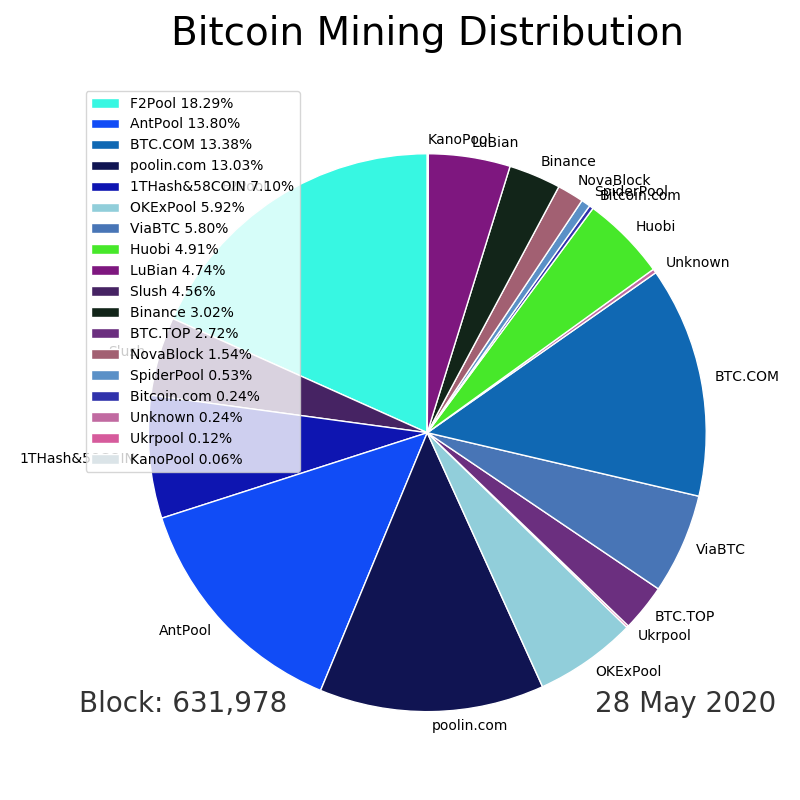 Bitcoin Mining Distribution
F2Pool 18.29%
AntPool 13.80%
BTC.COM 13.38%
poolin.com 13.03%
1THash&58COIN 7.10%
OKExPool 5.92%
ViaBTC 5.80%
Huobi 4.91%
LuBian 4.74%
Slush 4.56%
Binance 3.02%
BTC.TOP 2.72%
NovaBlock 1.54%
SpiderPool 0.53%
Bitcoin.com 0.24%
Unknown 0.24%
Ukrpool 0.12%
KanoPool 0.06%
KanoPool
LuBian
Binance
NovaBlock
SpiderPool
Bitcoin.com
Huobi
Unknown
BTC.COM
ViaBTC
BTC.TOP
Ukrpool
OKExPool
poolin.com
AntPool
1THash&58COIN
Slush
F2Pool
Block: 631,978
28 May 2020